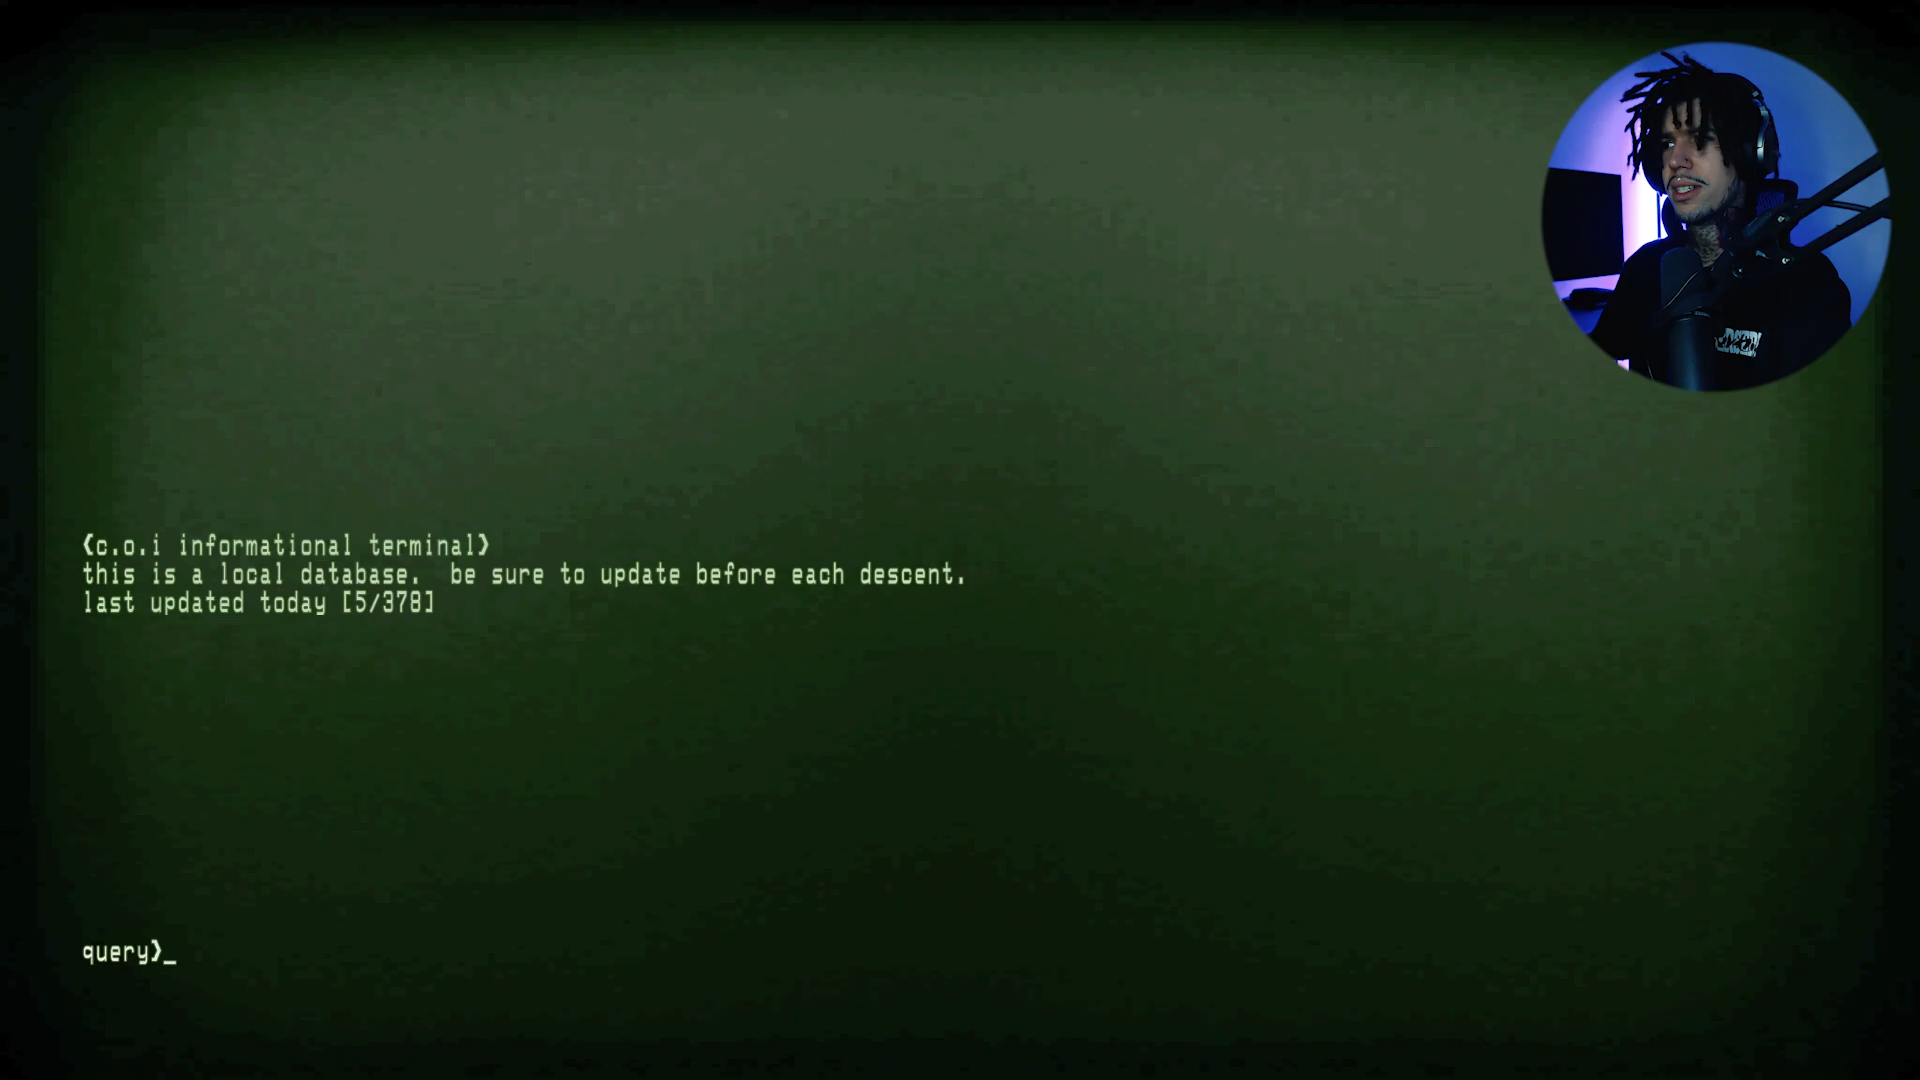 <c.o.i informational terminal>
this is a local database.  be sure to update before each descent.
last updated today [5/378]
query>_